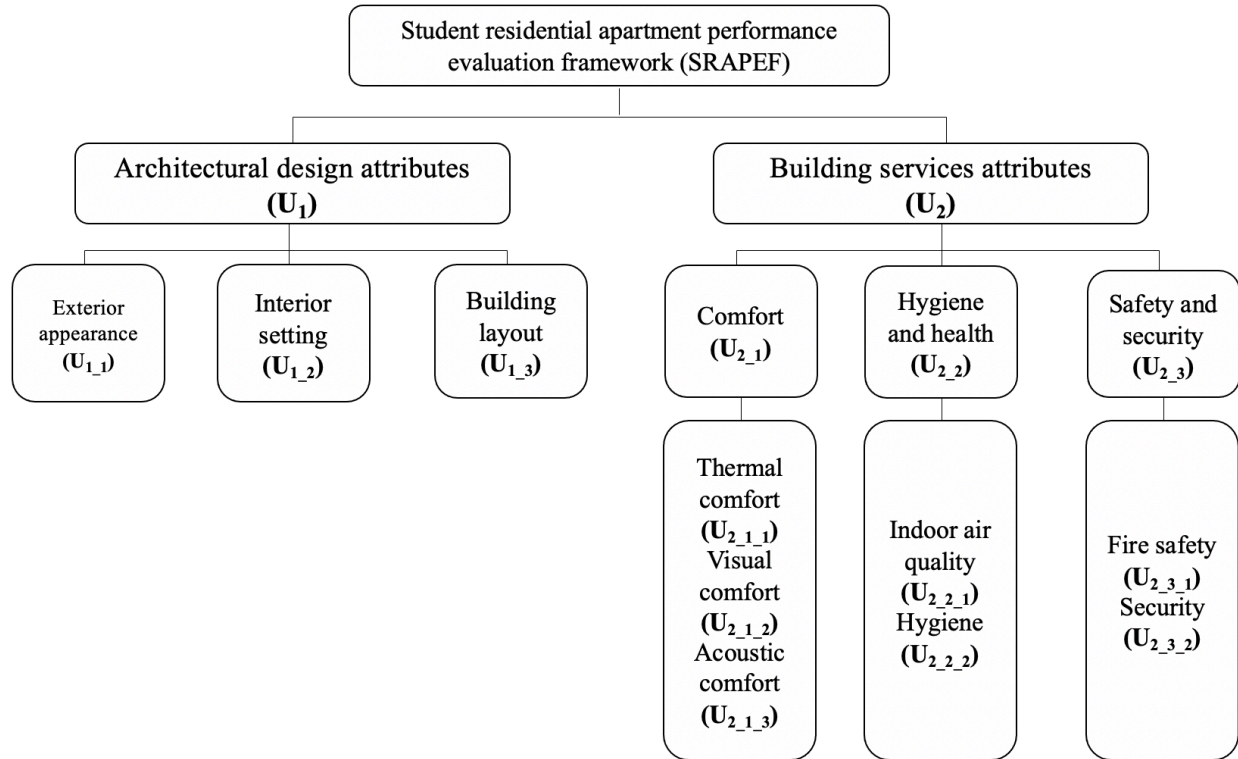 Student residential apartment performance
evaluation framework (SRAPEF)
Architectural design attributes
(U₁)
Building services attributes
(U₂)
Exterior
appearance
(U₁_₁)
Interior
setting
(U₁_₂)
Building
layout
(U₁_₃)
Comfort
(U₂_₁)
Hygiene
and health
(U₂_₂)
Safety and
security
(U₂_₃)
Thermal
comfort
(U₂_₁_₁)
Visual
comfort
(U₂_₁_₂)
Acoustic
comfort
(U₂_₁_₃)
Indoor air
quality
(U₂_₂_₁)
Hygiene
(U₂_₂_₂)
Fire safety
(U₂_₃_₁)
Security
(U₂_₃_₂)